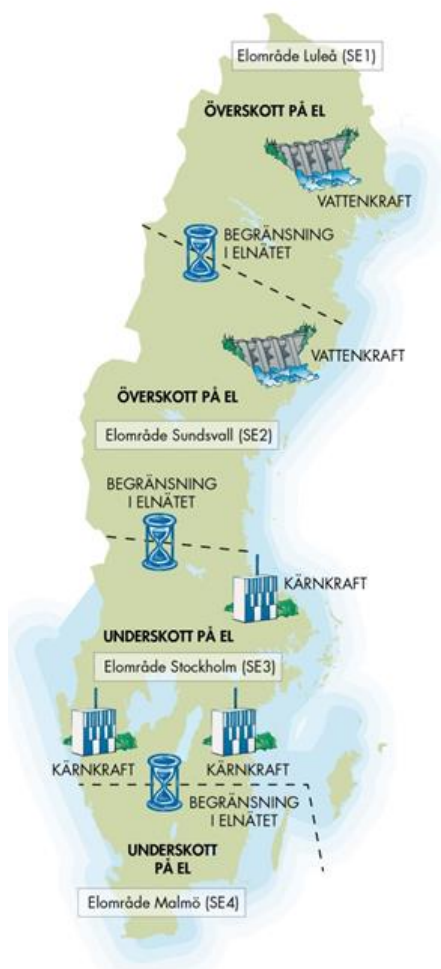 Elområde Luleå (SE1)
ÖVERSKOTT PÅ EL
VATTENKRAFT
BEGRÄNSNING
I ELNÄTET
VATTENKRAFT
ÖVERSKOTT PÅ EL
Elområde Sundsvall (SE2)
BEGRÄNSNING
I ELNÄTET
KÄRNKRAFT
UNDERSKOTT PÅ EL
Elområde Stockholm (SE3)
KÄRNKRAFT
KÄRNKRAFT
BEGRÄNSNING
I ELNÄTET
UNDERSKOTT
PÅ EL
Elområde Malmö (SE4)